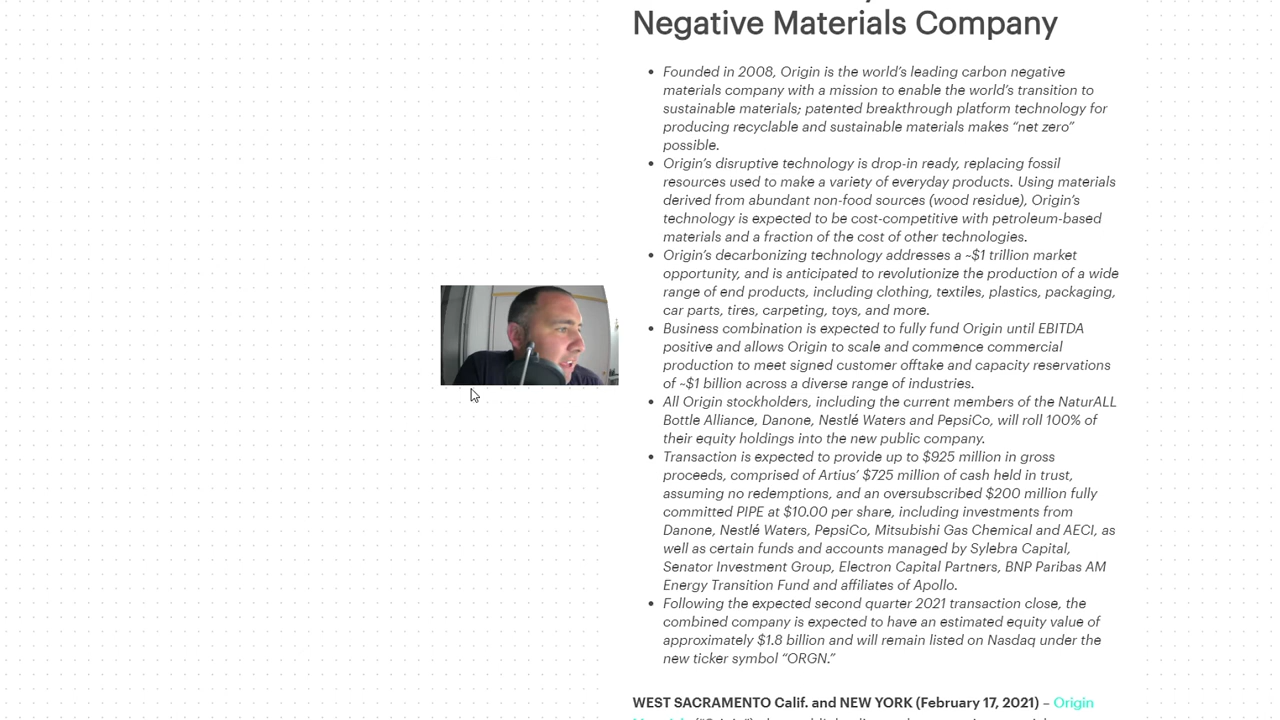 Negative Materials Company
• Founded in 2008, Origin is the world's leading carbon negative
materials company with a mission to enable the world's transition to
sustainable materials; patented breakthrough platform technology for
producing recyclable and sustainable materials makes “net zero”
possible.
• Origin's disruptive technology is drop-in ready, replacing fossil
resources used to make a variety of everyday products. Using materials
derived from abundant non-food sources (wood residue), Origin's
technology is expected to be cost-competitive with petroleum-based
materials and a fraction of the cost of other technologies.
• Origin's decarbonizing technology addresses a ~$1 trillion market
opportunity, and is anticipated to revolutionize the production of a wide
range of end products, including clothing, textiles, plastics, packaging,
car parts, tires, carpeting, toys, and more.
• Business combination is expected to fully fund Origin until EBITDA
positive and allows Origin to scale and commence commercial
production to meet signed customer offtake and capacity reservations
of ~$1 billion across a diverse range of industries.
• All Origin stockholders, including the current members of the NaturALL
Bottle Alliance, Danone, Nestlé Waters and PepsiCo, will roll 100% of
their equity holdings into the new public company.
• Transaction is expected to provide up to $925 million in gross
proceeds, comprised of Artius' $725 million of cash held in trust,
assuming no redemptions, and an oversubscribed $200 million fully
committed PIPE at $10.00 per share, including investments from
Danone, Nestlé Waters, PepsiCo, Mitsubishi Gas Chemical and AECI, as
well as certain funds and accounts managed by Sylebra Capital,
Senator Investment Group, Electron Capital Partners, BNP Paribas AM
Energy Transition Fund and affiliates of Apollo.
• Following the expected second quarter 2021 transaction close, the
combined company is expected to have an estimated equity value of
approximately $1.8 billion and will remain listed on Nasdaq under the
new ticker symbol “ORGN.”
WEST SACRAMENTO Calif. and NEW YORK (February 17, 2021) – Origin